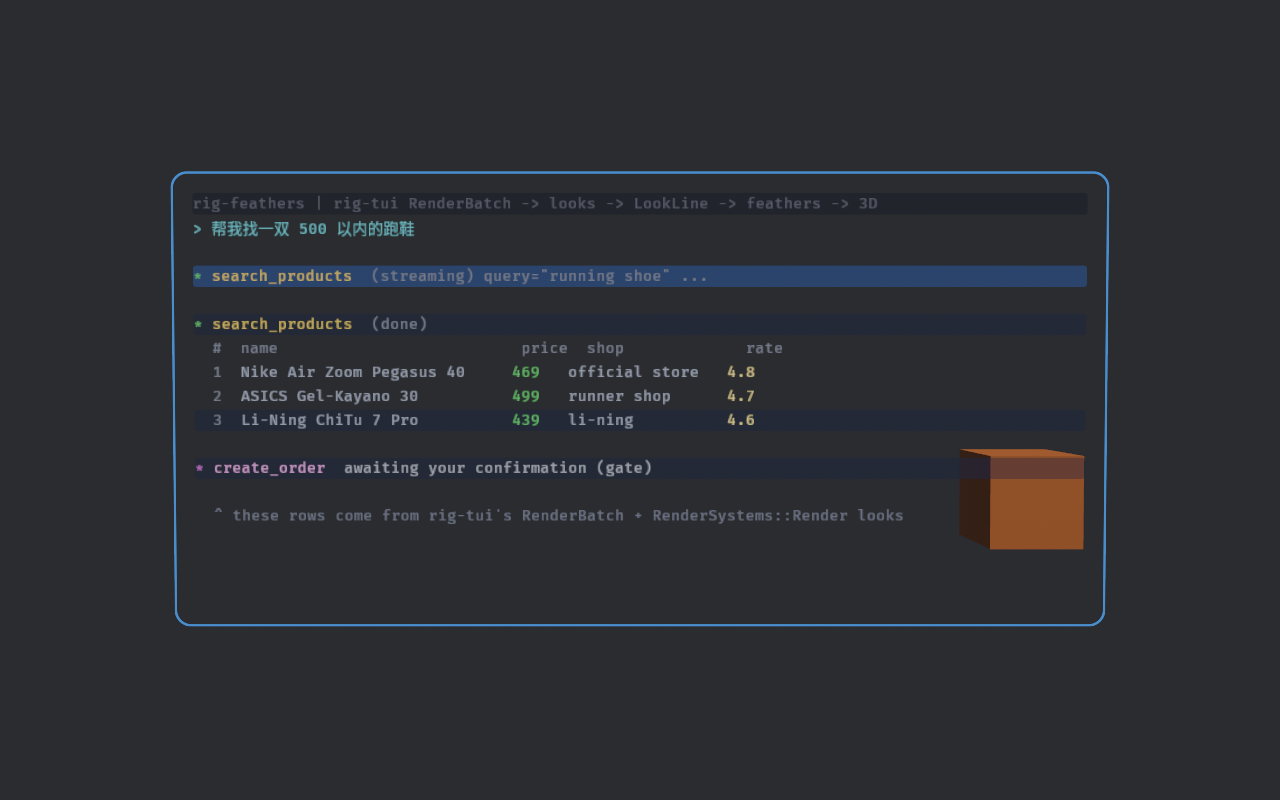 rig-feathers | rig-tui RenderBatch -> looks -> LookLine -> feathers -> 3D
> 帮我找一双 500 以内的跑鞋
* search_products (streaming) query="running shoe" ...
* search_products (done)
# name price shop rate
1 Nike Air Zoom Pegasus 40 469 official store 4.8
2 ASICS Gel-Kayano 30 499 runner shop 4.7
3 Li-Ning ChiTu 7 Pro 439 li-ning 4.6
* create_order awaiting your confirmation (gate)
^ these rows come from rig-tui's RenderBatch + RenderSystems::Render looks